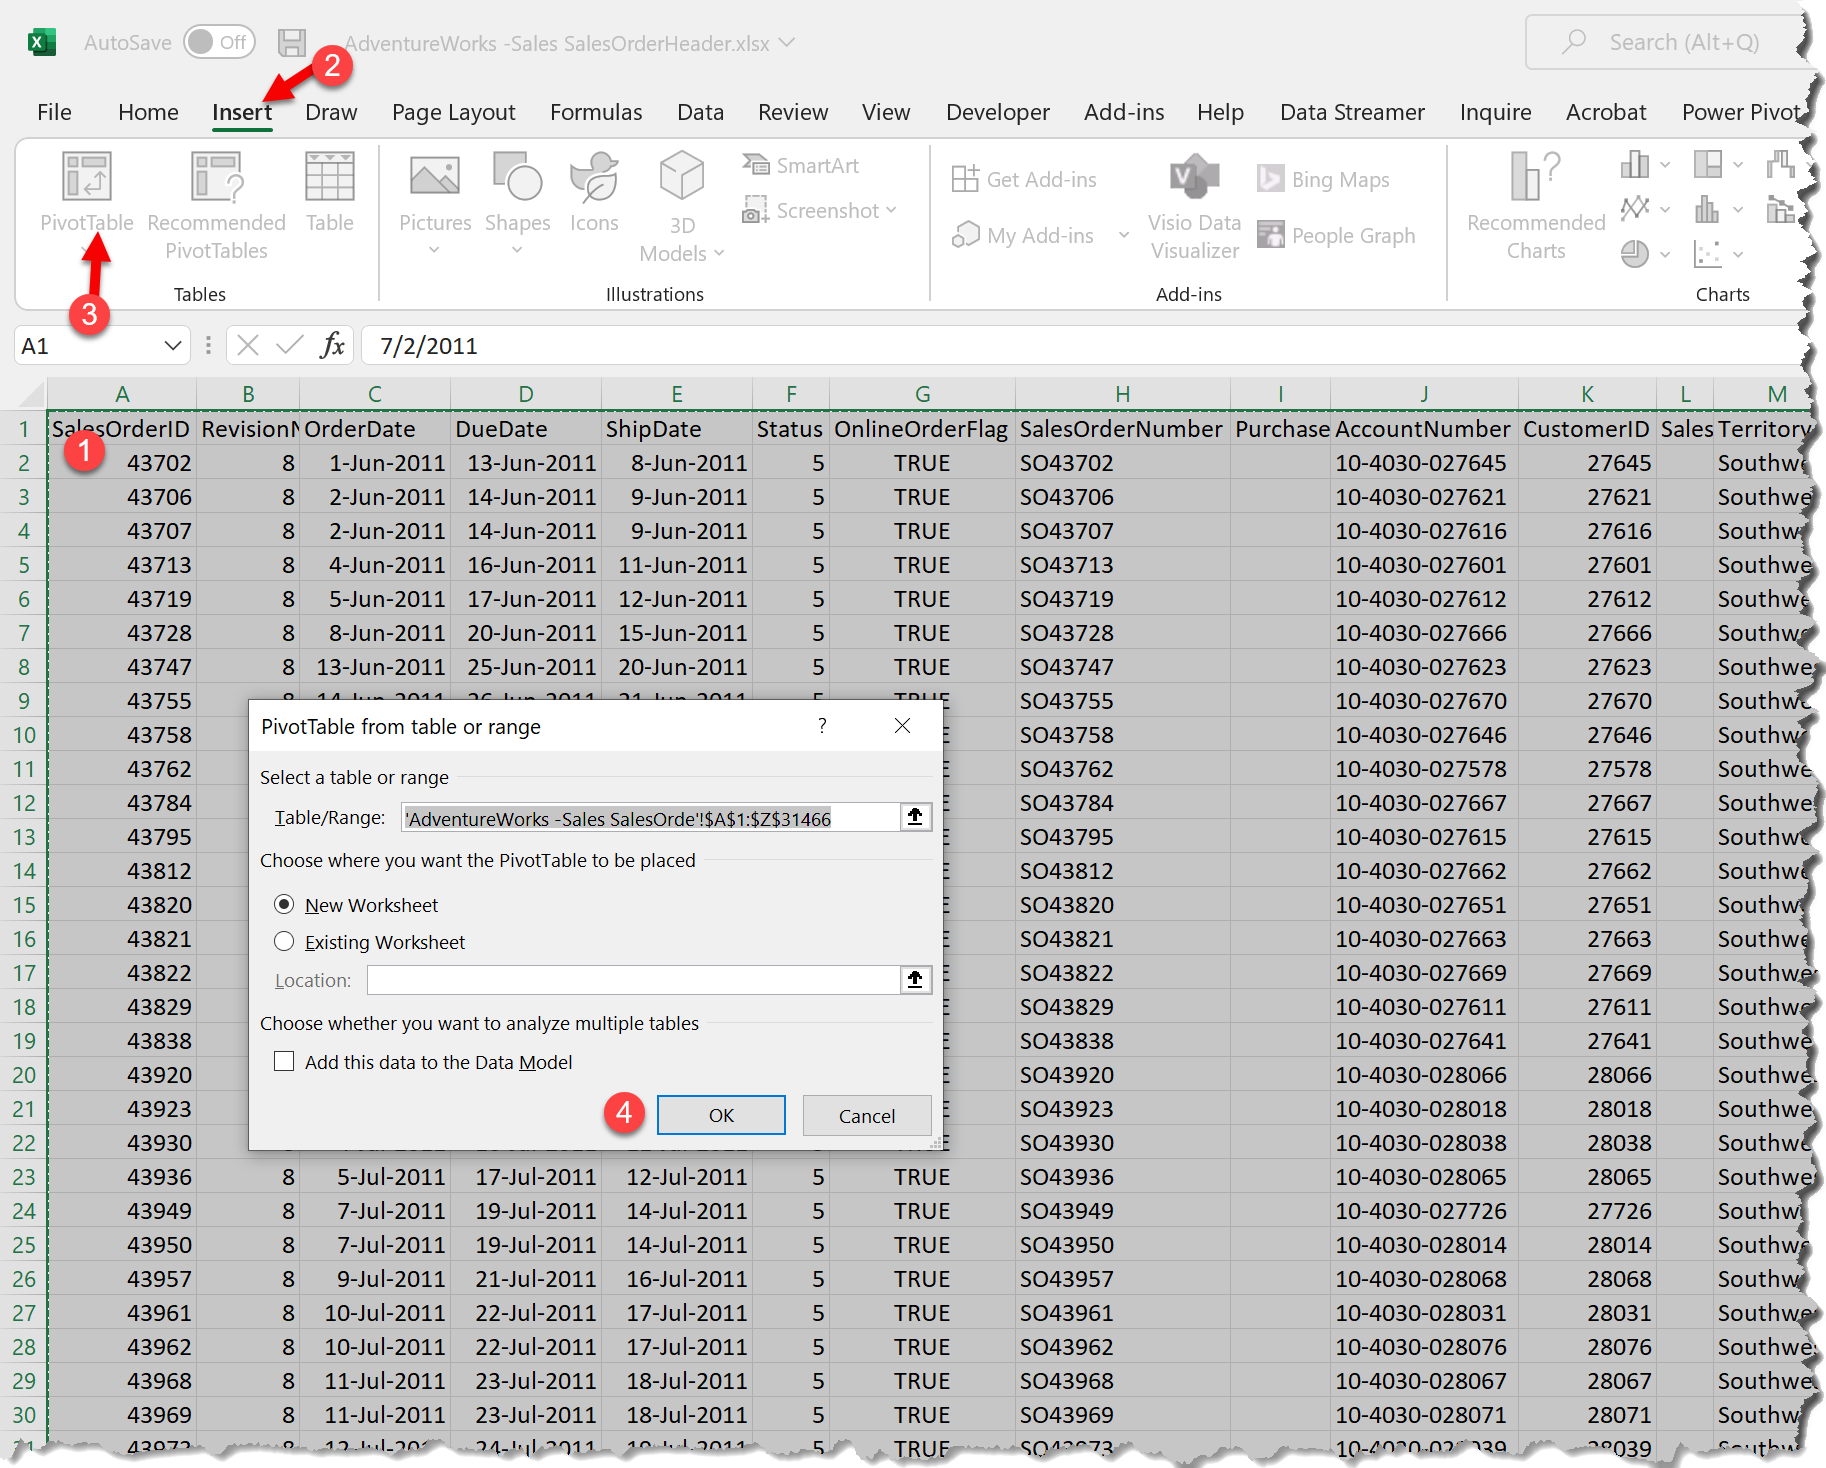 AutoSave Off AdventureWorks -Sales SalesOrderHeader.xlsx Search (Alt+Q)
2
File Home Insert Draw Page Layout Formulas Data Review View Developer Add-ins Help Data Streamer Inquire Acrobat Power Pivot
PivotTable Recommended PivotTables Table
Tables
Pictures Shapes Icons 3D Models SmartArt Screenshot
Illustrations
Get Add-ins My Add-ins Visio Data Visualizer Bing Maps People Graph
Add-ins
Recommended Charts
Charts
3
A1 fx 7/2/2011
A B C D E F G H I J K L M
1 SalesOrderID RevisionN OrderDate DueDate ShipDate Status OnlineOrderFlag SalesOrderNumber Purchase AccountNumber CustomerID Sales Territory
1
2 43702 8 1-Jun-2011 13-Jun-2011 8-Jun-2011 5 TRUE SO43702 10-4030-027645 27645 Southwe
3 43706 8 2-Jun-2011 14-Jun-2011 9-Jun-2011 5 TRUE SO43706 10-4030-027621 27621 Southwe
4 43707 8 2-Jun-2011 14-Jun-2011 9-Jun-2011 5 TRUE SO43707 10-4030-027616 27616 Southwe
5 43713 8 4-Jun-2011 16-Jun-2011 11-Jun-2011 5 TRUE SO43713 10-4030-027601 27601 Southwe
6 43719 8 5-Jun-2011 17-Jun-2011 12-Jun-2011 5 TRUE SO43719 10-4030-027612 27612 Southwe
7 43728 8 8-Jun-2011 20-Jun-2011 15-Jun-2011 5 TRUE SO43728 10-4030-027666 27666 Southwe
8 43747 8 13-Jun-2011 25-Jun-2011 20-Jun-2011 5 TRUE SO43747 10-4030-027623 27623 Southwe
9 43755 SO43755 10-4030-027670 27670 Southwe
10 43758 SO43758 10-4030-027646 27646 Southwe
11 43762 SO43762 10-4030-027578 27578 Southwe
12 43784 SO43784 10-4030-027667 27667 Southwe
13 43795 SO43795 10-4030-027615 27615 Southwe
14 43812 SO43812 10-4030-027662 27662 Southwe
15 43820 SO43820 10-4030-027651 27651 Southwe
16 43821 SO43821 10-4030-027663 27663 Southwe
17 43822 SO43822 10-4030-027669 27669 Southwe
18 43829 SO43829 10-4030-027611 27611 Southwe
19 43838 SO43838 10-4030-027641 27641 Southwe
20 43920 SO43920 10-4030-028066 28066 Southwe
21 43923 SO43923 10-4030-028018 28018 Southwe
22 43930 SO43930 10-4030-028038 28038 Southwe
23 43936 8 5-Jul-2011 17-Jul-2011 12-Jul-2011 5 TRUE SO43936 10-4030-028065 28065 Southwe
24 43949 8 7-Jul-2011 19-Jul-2011 14-Jul-2011 5 TRUE SO43949 10-4030-027726 27726 Southwe
25 43950 8 7-Jul-2011 19-Jul-2011 14-Jul-2011 5 TRUE SO43950 10-4030-028014 28014 Southwe
26 43957 8 9-Jul-2011 21-Jul-2011 16-Jul-2011 5 TRUE SO43957 10-4030-028068 28068 Southwe
27 43961 8 10-Jul-2011 22-Jul-2011 17-Jul-2011 5 TRUE SO43961 10-4030-028031 28031 Southwe
28 43962 8 10-Jul-2011 22-Jul-2011 17-Jul-2011 5 TRUE SO43962 10-4030-028076 28076 Southwe
29 43968 8 11-Jul-2011 23-Jul-2011 18-Jul-2011 5 TRUE SO43968 10-4030-028067 28067 Southwe
30 43969 8 11-Jul-2011 23-Jul-2011 18-Jul-2011 5 TRUE SO43969 10-4030-028071 28071 Southwe
PivotTable from table or range ?
Select a table or range
Table/Range: 'AdventureWorks -Sales SalesOrde'!$A$1:$Z$31466
Choose where you want the PivotTable to be placed
New Worksheet
Existing Worksheet
Location:
Choose whether you want to analyze multiple tables
Add this data to the Data Model
4 OK Cancel